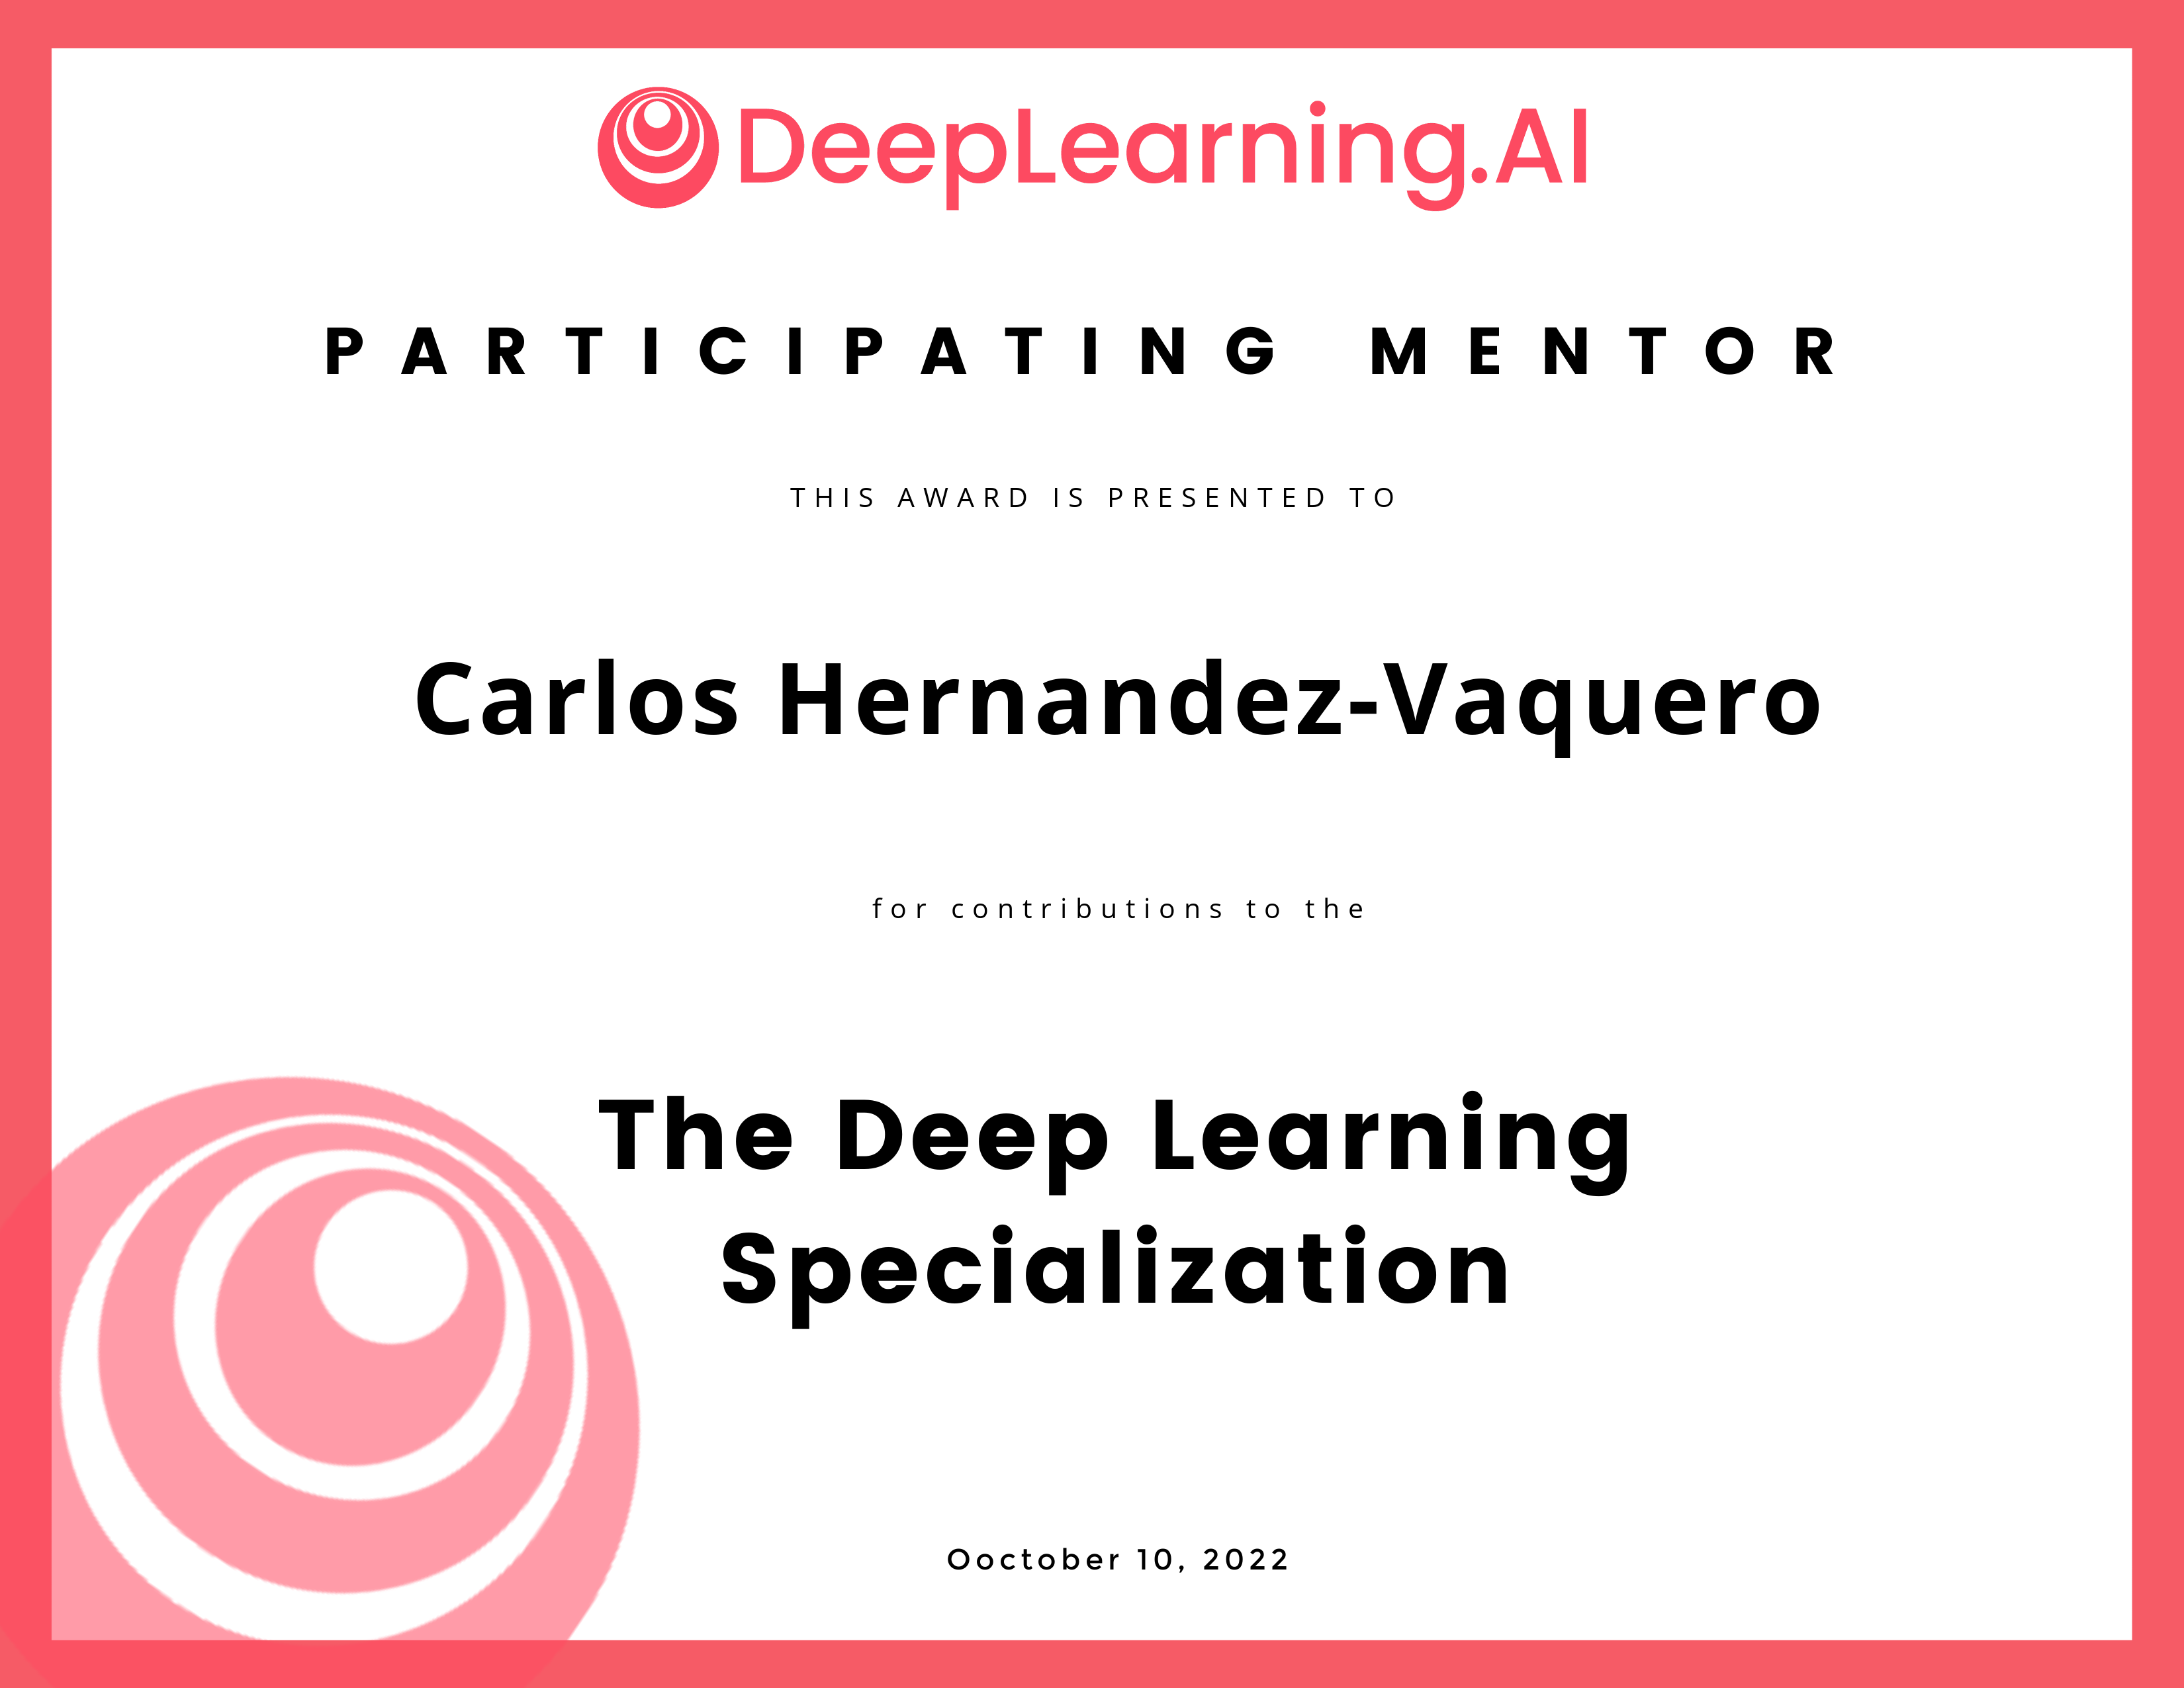 DeepLearning.AI
PARTICIPATING MENTOR
THIS AWARD IS PRESENTED TO
Carlos Hernandez-Vaquero
for contributions to the
The Deep Learning
Specialization
Ooctober 10, 2022